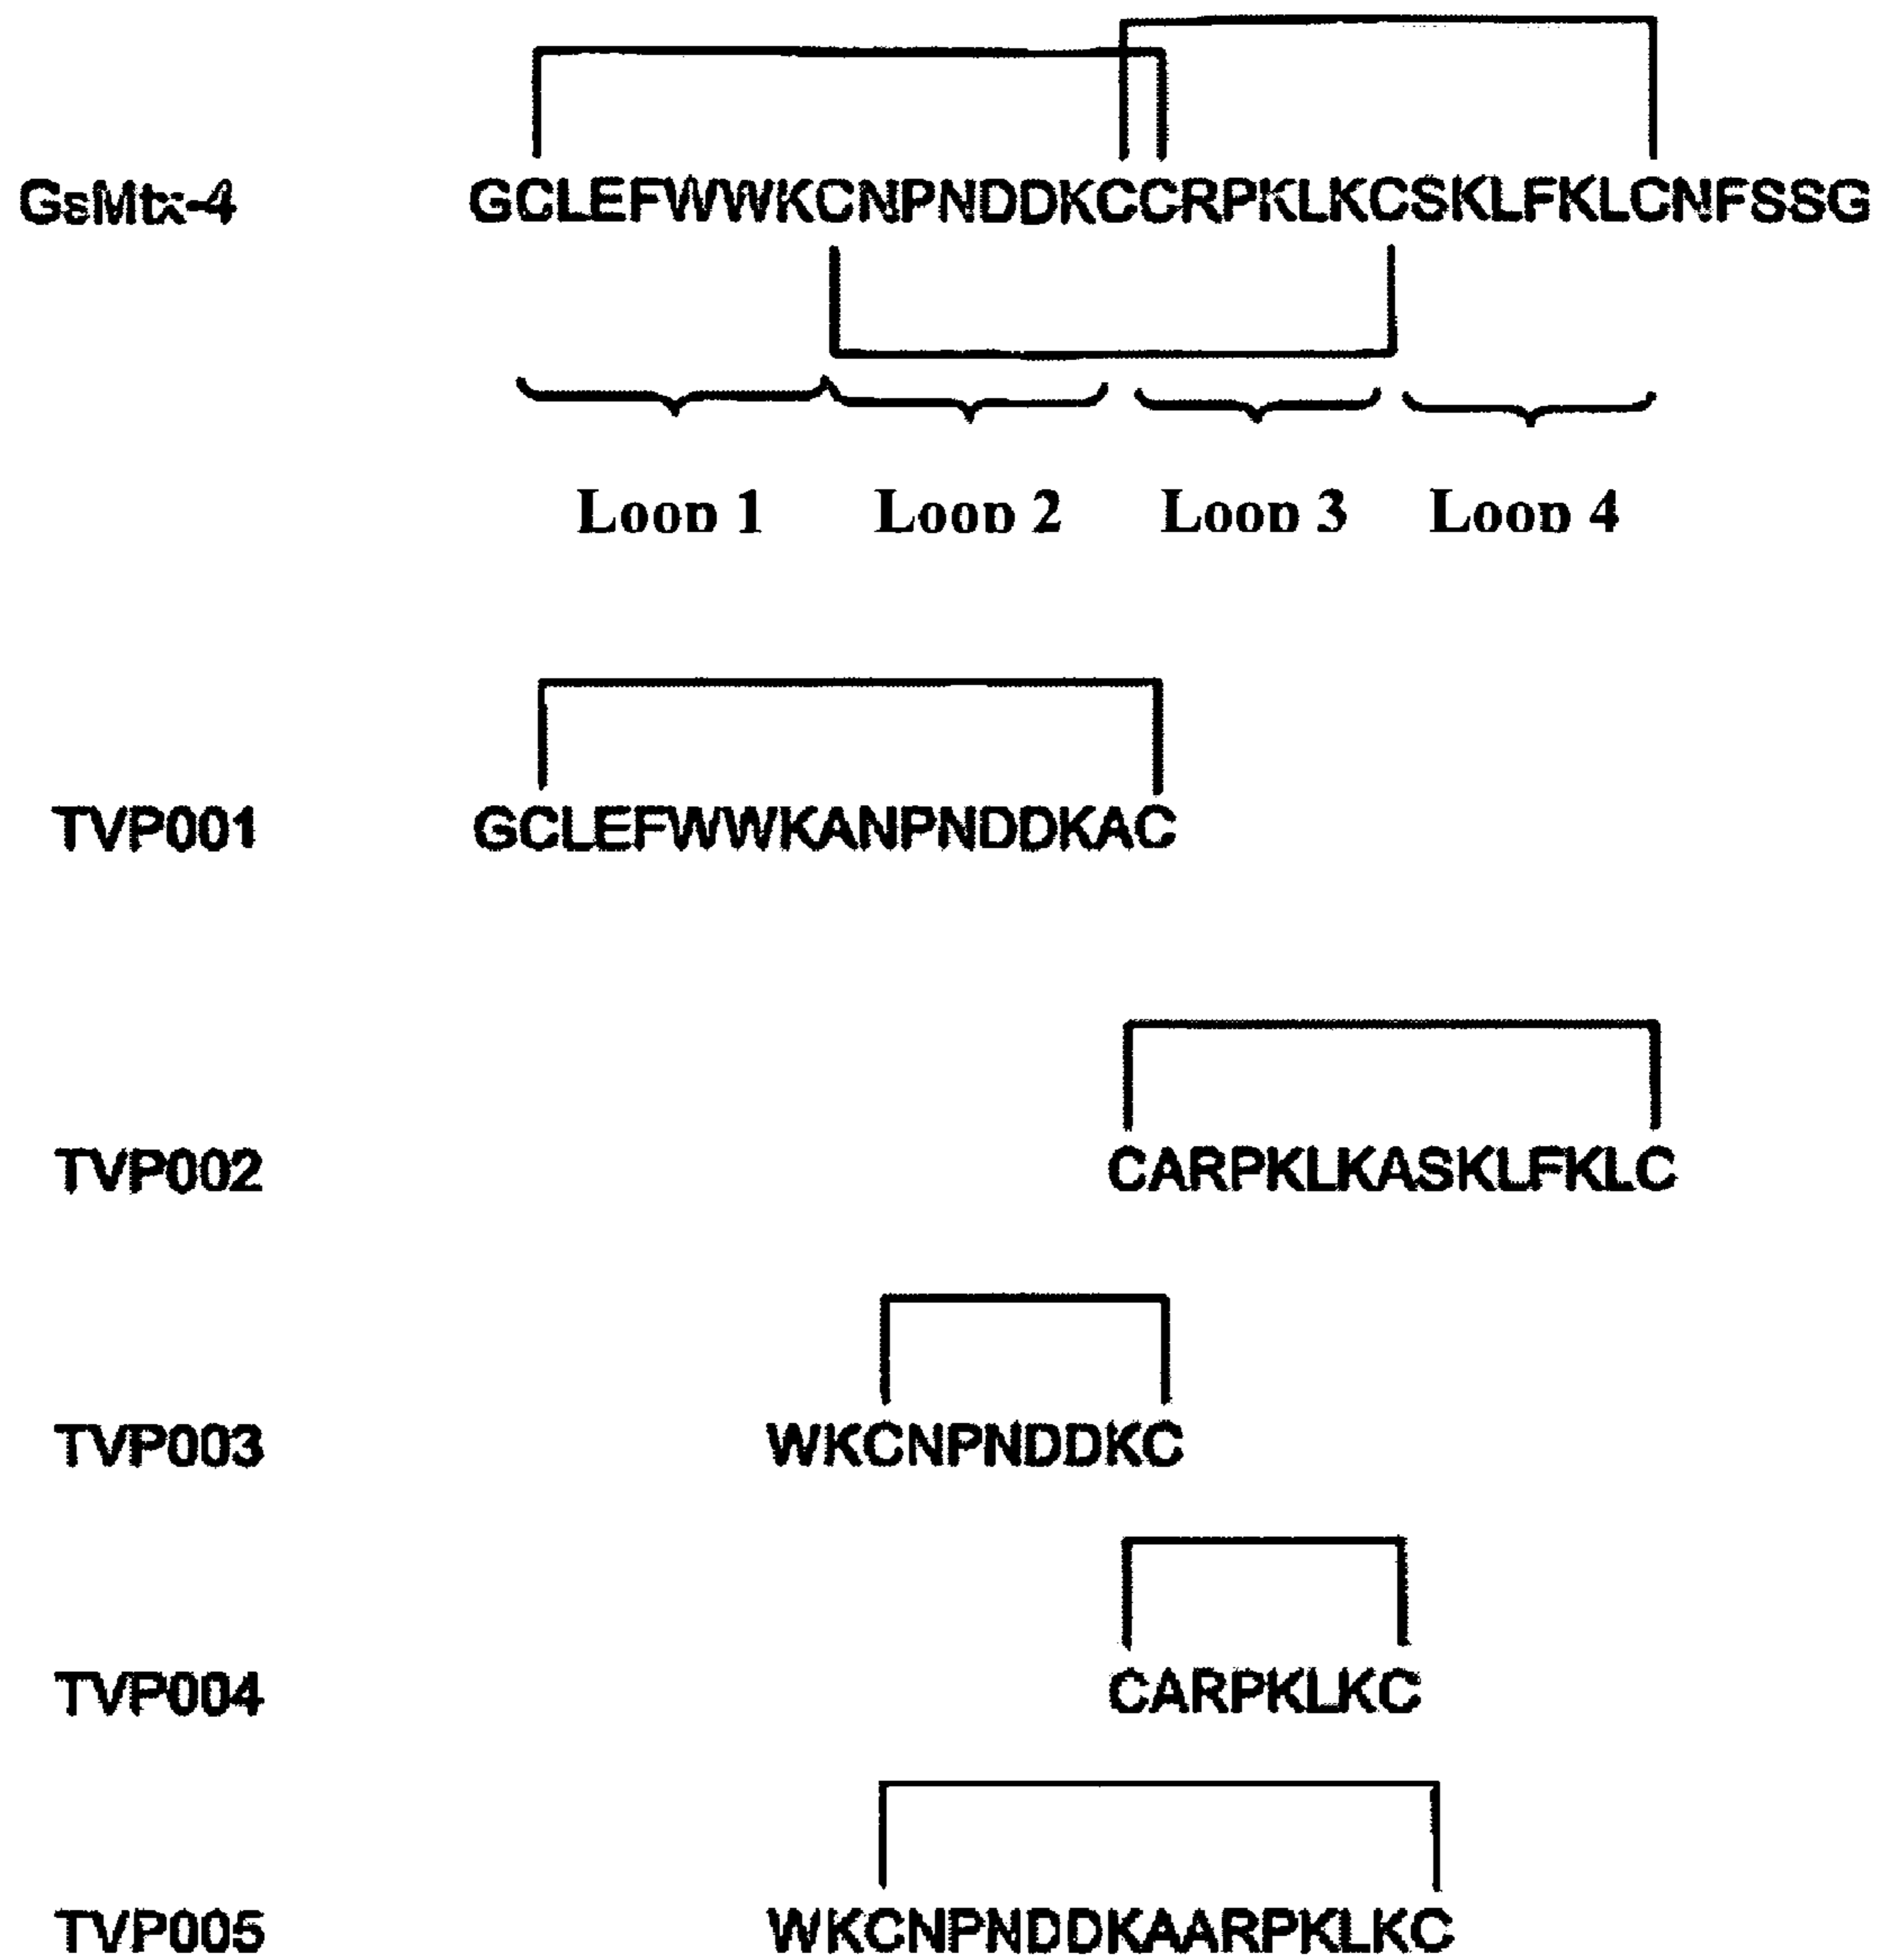 GsMtx-4 GCLEFWWKCNPNDDKCCRPKLKCSKLFKLCNFSSG
Loop 1 Loop 2 Loop 3 Loop 4
TVP001 GCLEFWWKANPNDDKAC
TVP002 CARPKLKASKLFKLC
TVP003 WKCNPNDDKC
TVP004 CARPKLKC
TVP005 WKCNPNDDKAARPKLKC